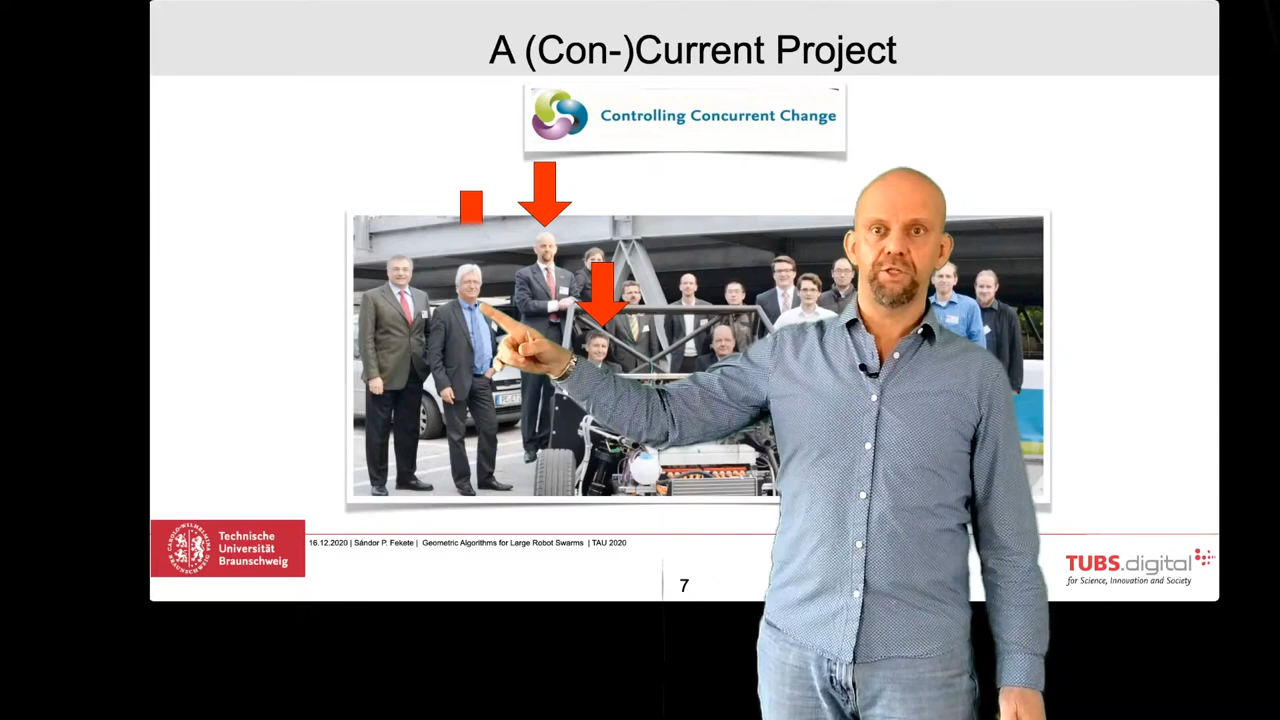 A (Con-)Current Project
Controlling Concurrent Change
Technische
Universität
Braunschweig
16.12.2020 | Sándor P. Fekete | Geometric Algorithms for Large Robot Swarms | TAU 2020
7
TUBS.digital
for Science, Innovation and Society